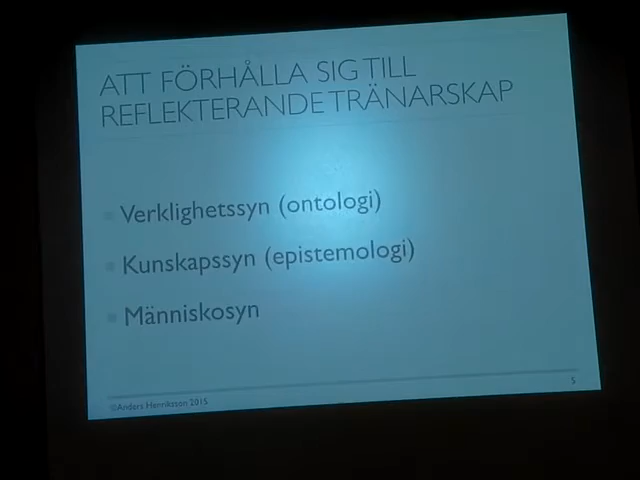 ATT FÖRHÅLLA SIG TILL
REFLEKTERANDE TRÄNARSKAP
Verklighetssyn (ontologi)
Kunskapssyn (epistemologi)
Människosyn
©Anders Henriksson 2015
5